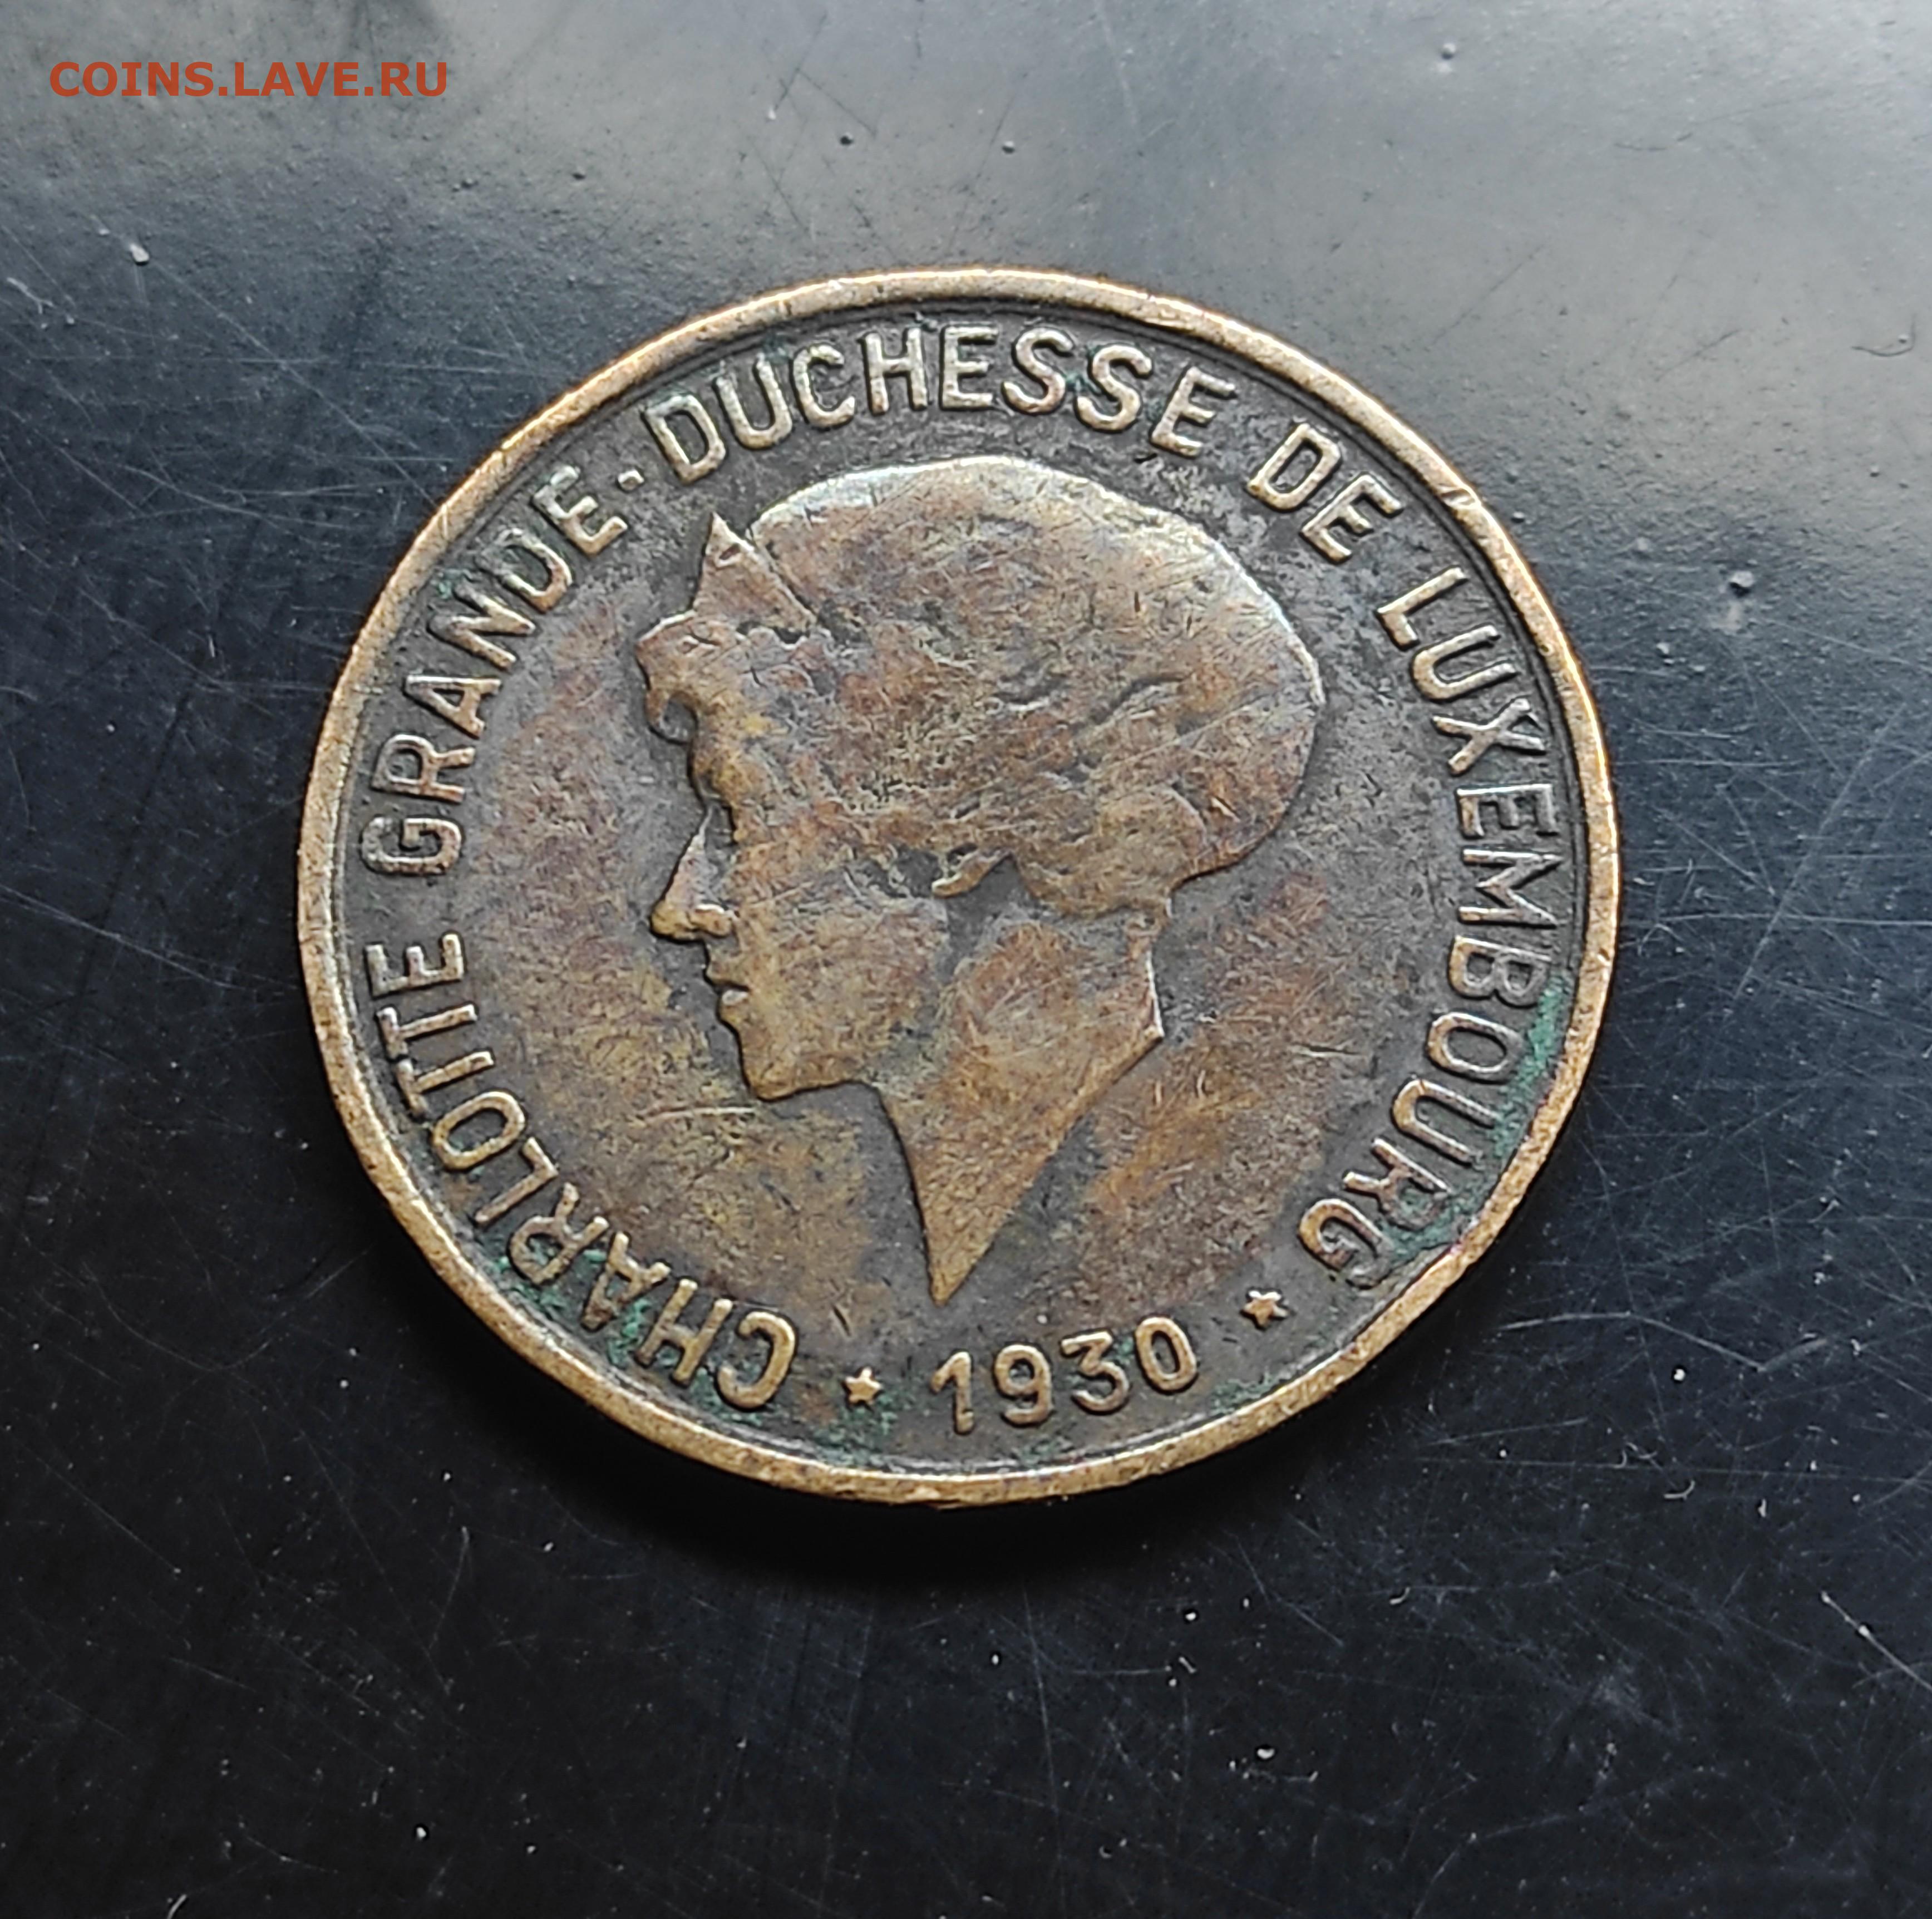 COINS.LAVE.RU
CHARLOTTE GRANDE-DUCHESSE DE LUXEMBOURG
★ 1930 ★